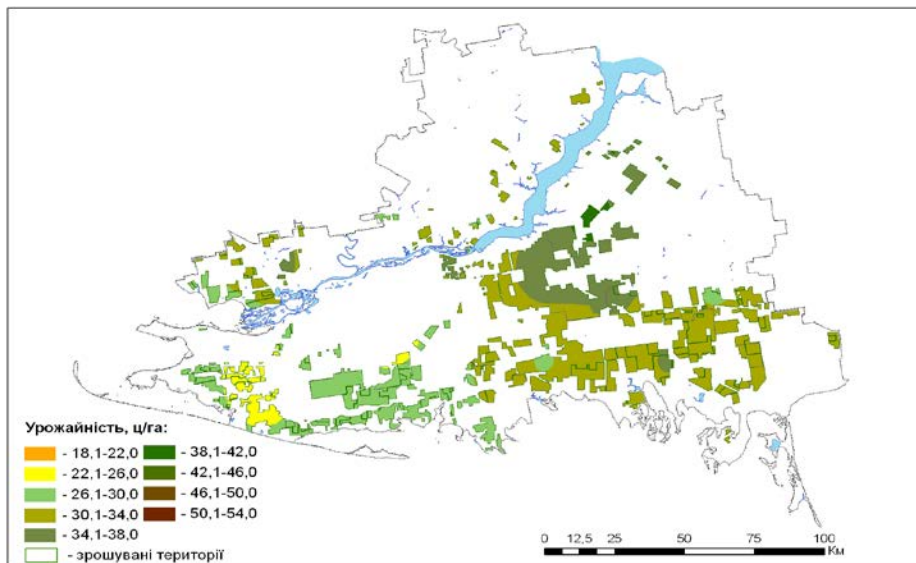 Урожайність, ц/га:
- 18,1-22,0
- 22,1-26,0
- 26,1-30,0
- 30,1-34,0
- 34,1-38,0
- 38,1-42,0
- 42,1-46,0
- 46,1-50,0
- 50,1-54,0
- зрошувані території
0 12,5 25 50 75 100
Км